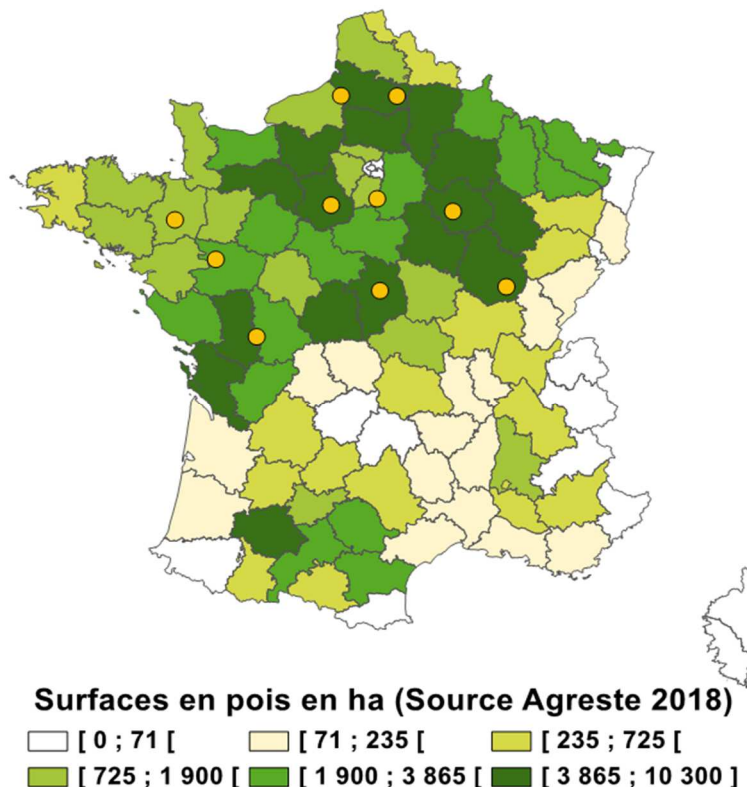 Surfaces en pois en ha (Source Agreste 2018)
[ 0 ; 71 [ [ 71 ; 235 [ [ 235 ; 725 [
[ 725 ; 1 900 [ [ 1 900 ; 3 865 [ [ 3 865 ; 10 300 ]